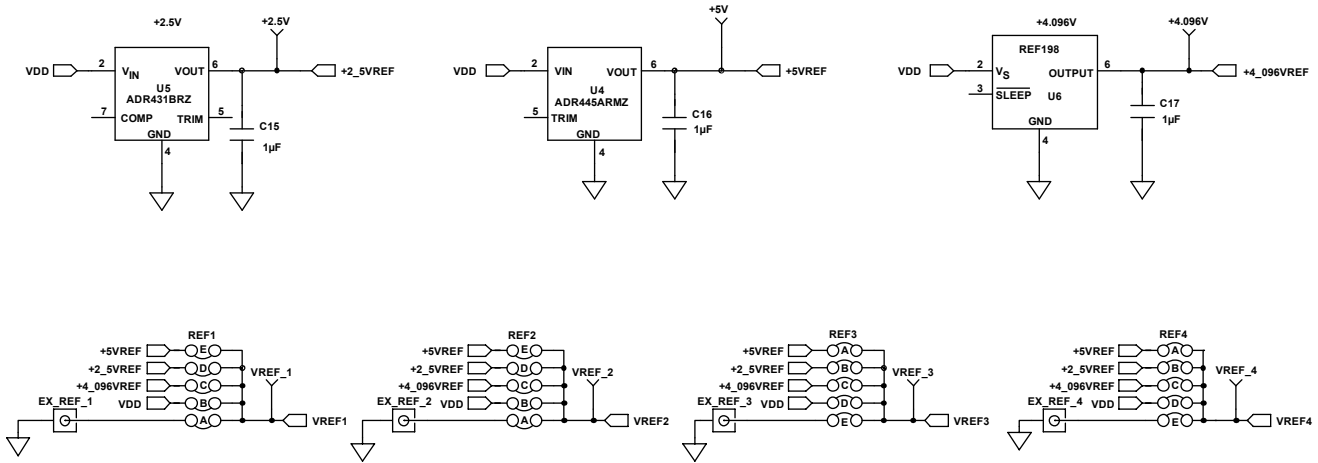 +2.5V
+2.5V
VDD
2
VIN
VOUT
6
+2_5VREF
U5
ADR431BRZ
7
COMP
TRIM
5
GND
4
C15
1µF
+5V
VDD
2
VIN
VOUT
6
+5VREF
U4
ADR445ARMZ
5
TRIM
GND
4
C16
1µF
+4.096V
+4.096V
REF198
VDD
2
VS
OUTPUT
6
+4_096VREF
3
SLEEP
U6
GND
4
C17
1µF
REF1
+5VREF
E
+2_5VREF
D
VREF_1
+4_096VREF
C
EX_REF_1
VDD
B
A
VREF1
REF2
+5VREF
E
+2_5VREF
D
VREF_2
+4_096VREF
C
EX_REF_2
VDD
B
A
VREF2
REF3
+5VREF
A
+2_5VREF
B
VREF_3
+4_096VREF
C
EX_REF_3
VDD
D
E
VREF3
REF4
+5VREF
A
+2_5VREF
B
VREF_4
+4_096VREF
C
EX_REF_4
VDD
D
E
VREF4